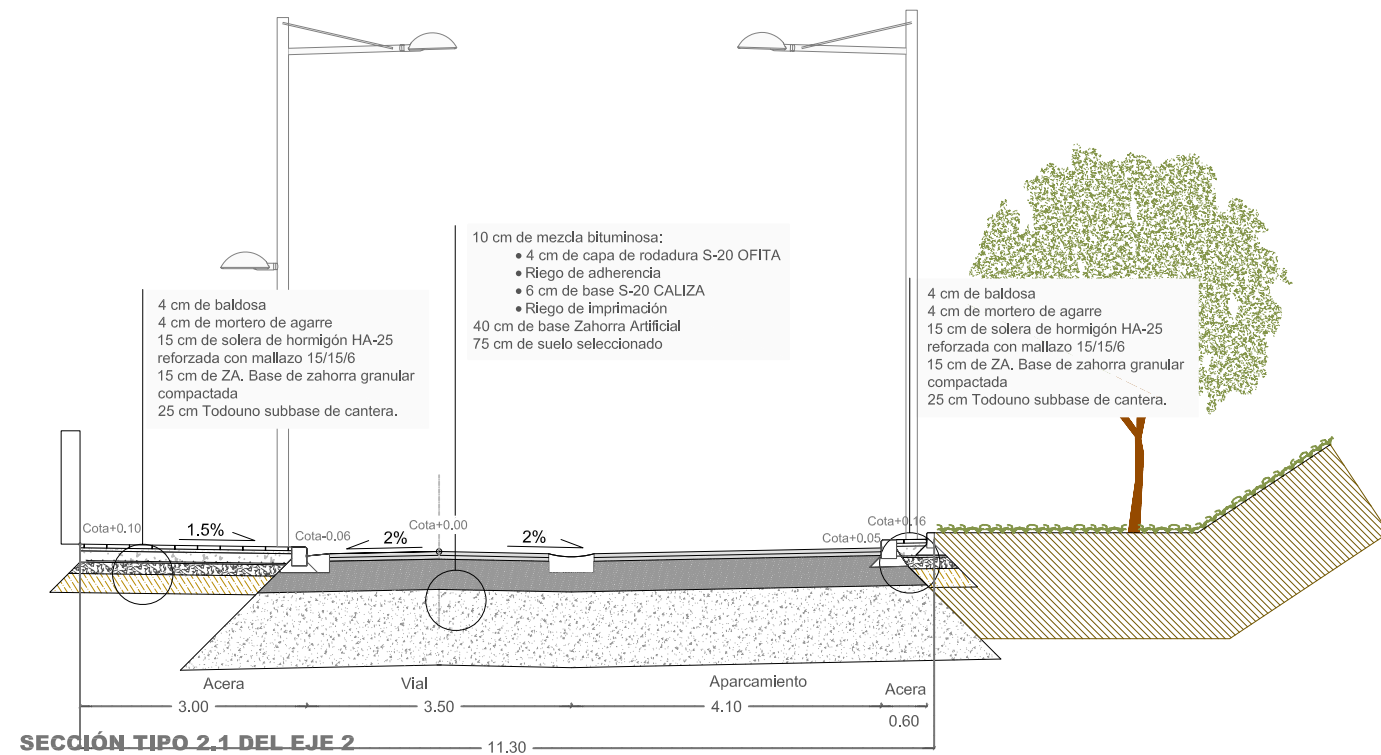 10 cm de mezcla bituminosa:
• 4 cm de capa de rodadura S-20 OFITA
• Riego de adherencia
• 6 cm de base S-20 CALIZA
• Riego de imprimación
40 cm de base Zahorra Artificial
75 cm de suelo seleccionado
4 cm de baldosa
4 cm de mortero de agarre
15 cm de solera de hormigón HA-25
reforzada con mallazo 15/15/6
15 cm de ZA. Base de zahorra granular
compactada
25 cm Todouno subbase de cantera.
4 cm de baldosa
4 cm de mortero de agarre
15 cm de solera de hormigón HA-25
reforzada con mallazo 15/15/6
15 cm de ZA. Base de zahorra granular
compactada
25 cm Todouno subbase de cantera.
Cota+0.10
1.5%
Cota-0.06
2%
Cota+0.00
2%
Cota+0.05
Cota+0.16
Acera
Vial
Aparcamiento
Acera
3.00
3.50
4.10
0.60
SECCIÓN TIPO 2.1 DEL EJE 2
11.30